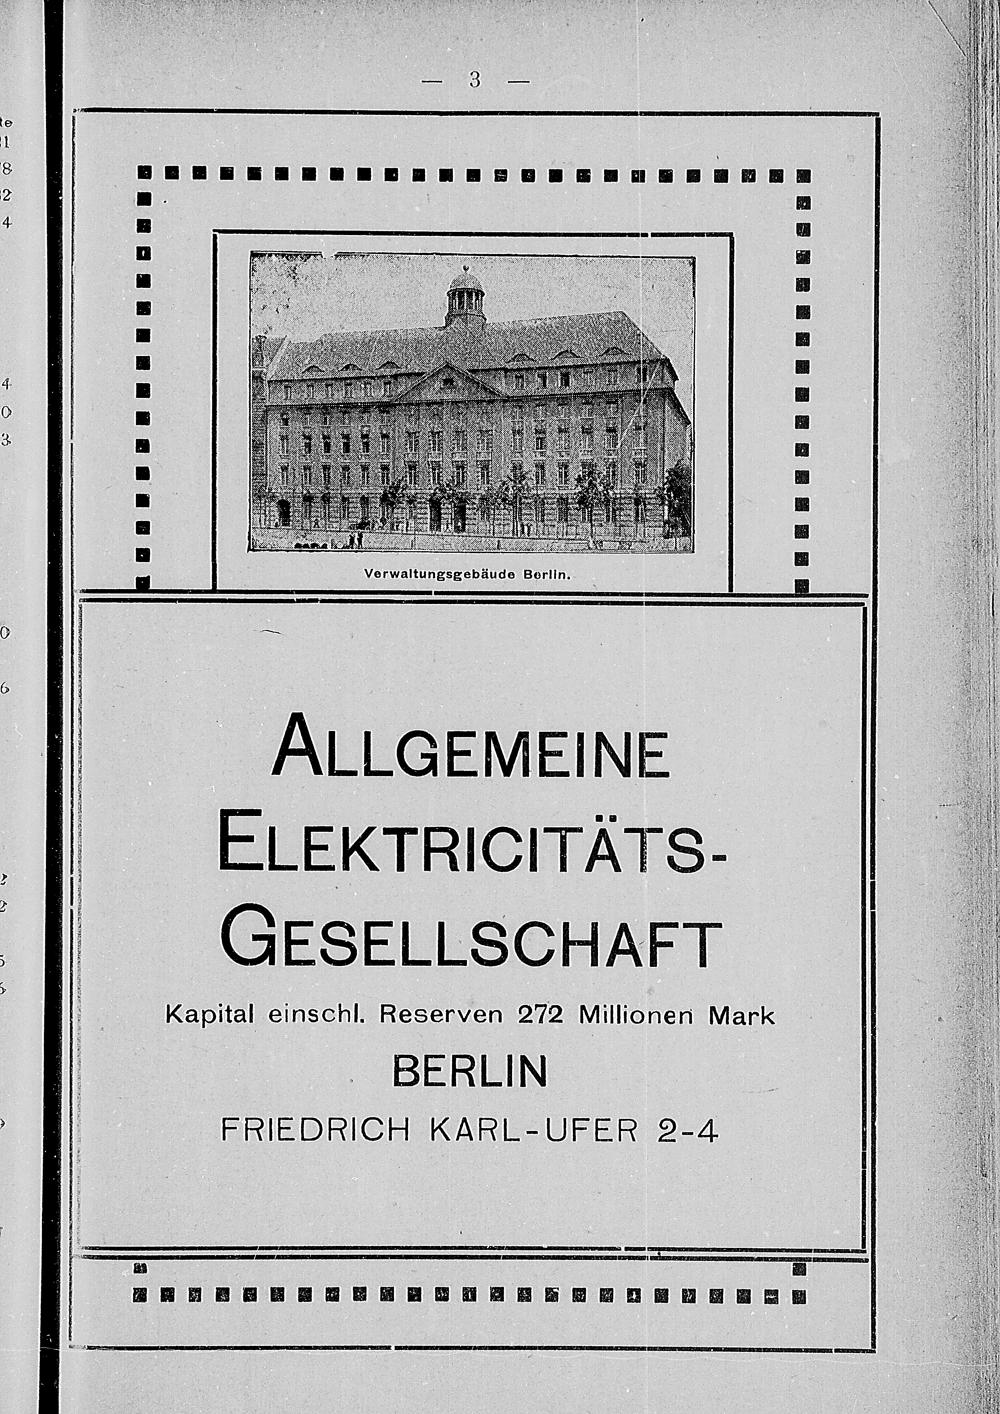 — 3 —
Verwaltungsgebäude Berlin.
ALLGEMEINE
ELEKTRICITÄTS-
GESELLSCHAFT
Kapital einschl. Reserven 272 Millionen Mark
BERLIN
FRIEDRICH KARL-UFER 2-4